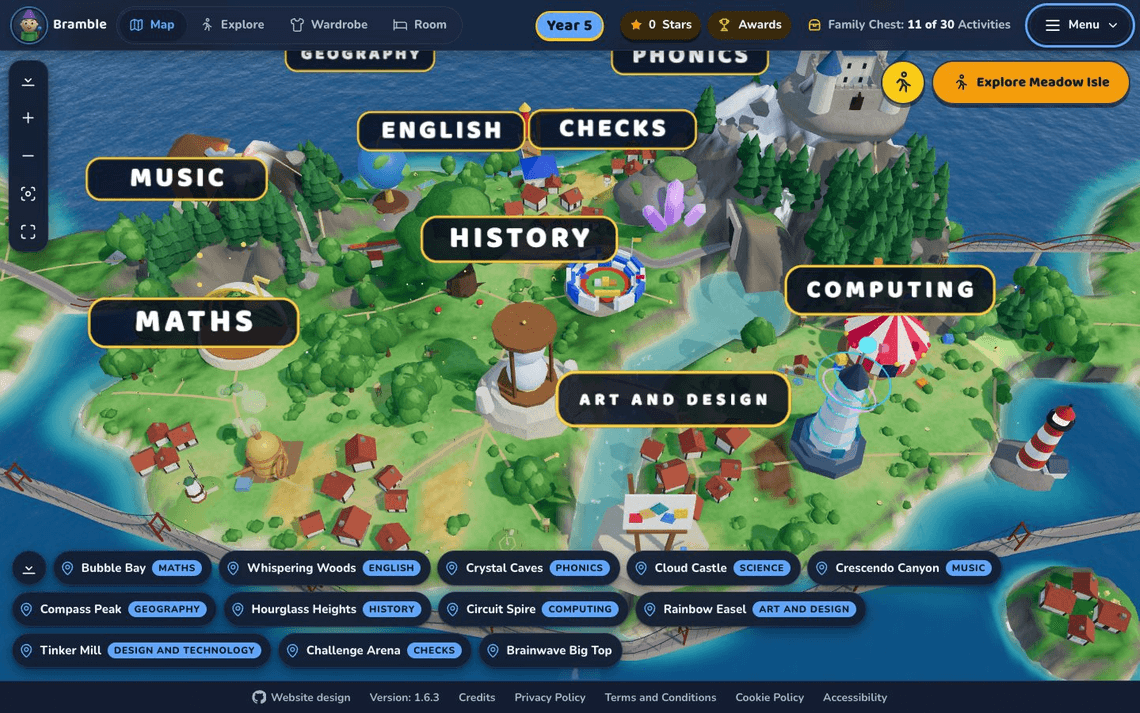 Bramble Map Explore Wardrobe Room Year 5 0 Stars Awards Family Chest: 11 of 30 Activities Menu
GEOGRAPHY PHONICS
Explore Meadow Isle
ENGLISH CHECKS
MUSIC
HISTORY
COMPUTING
MATHS
ART AND DESIGN
Bubble Bay MATHS Whispering Woods ENGLISH Crystal Caves PHONICS Cloud Castle SCIENCE Crescendo Canyon MUSIC
Compass Peak GEOGRAPHY Hourglass Heights HISTORY Circuit Spire COMPUTING Rainbow Easel ART AND DESIGN
Tinker Mill DESIGN AND TECHNOLOGY Challenge Arena CHECKS Brainwave Big Top
Website design Version: 1.6.3 Credits Privacy Policy Terms and Conditions Cookie Policy Accessibility